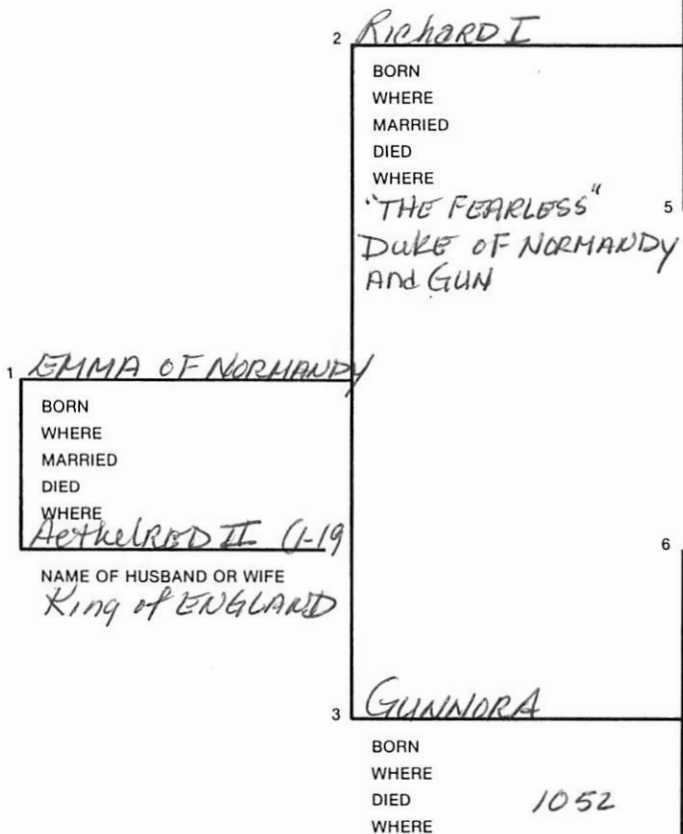 2 Richard I
BORN
WHERE
MARRIED
DIED
WHERE
"THE FEARLESS"
DUKE OF NORMANDY
And GUN
5
1 EMMA OF NORMANDY
BORN
WHERE
MARRIED
DIED
WHERE
AethelRED II (1-19
NAME OF HUSBAND OR WIFE
King of ENGLAND
6
3 GUNNORA
BORN
WHERE
DIED 1052
WHERE